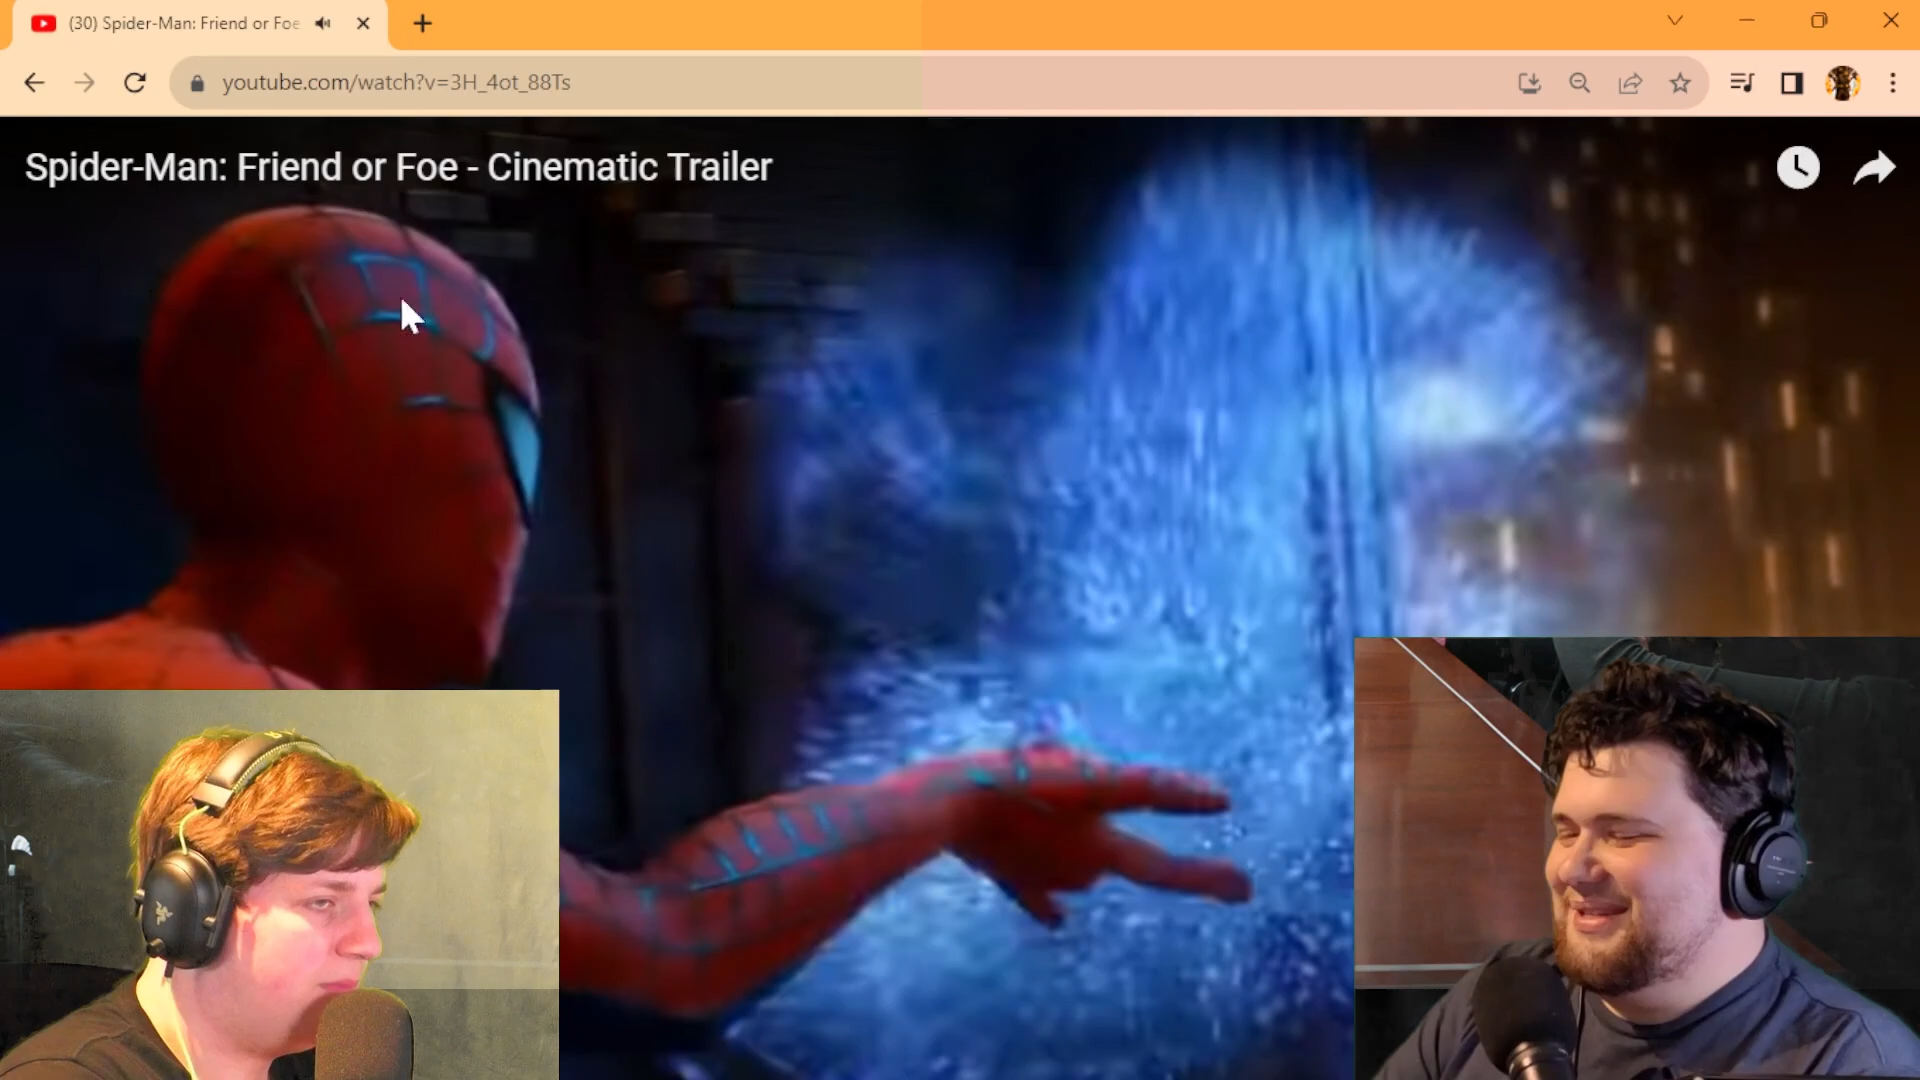 (30) Spider-Man: Friend or Foe
youtube.com/watch?v=3H_4ot_88Ts
Spider-Man: Friend or Foe - Cinematic Trailer